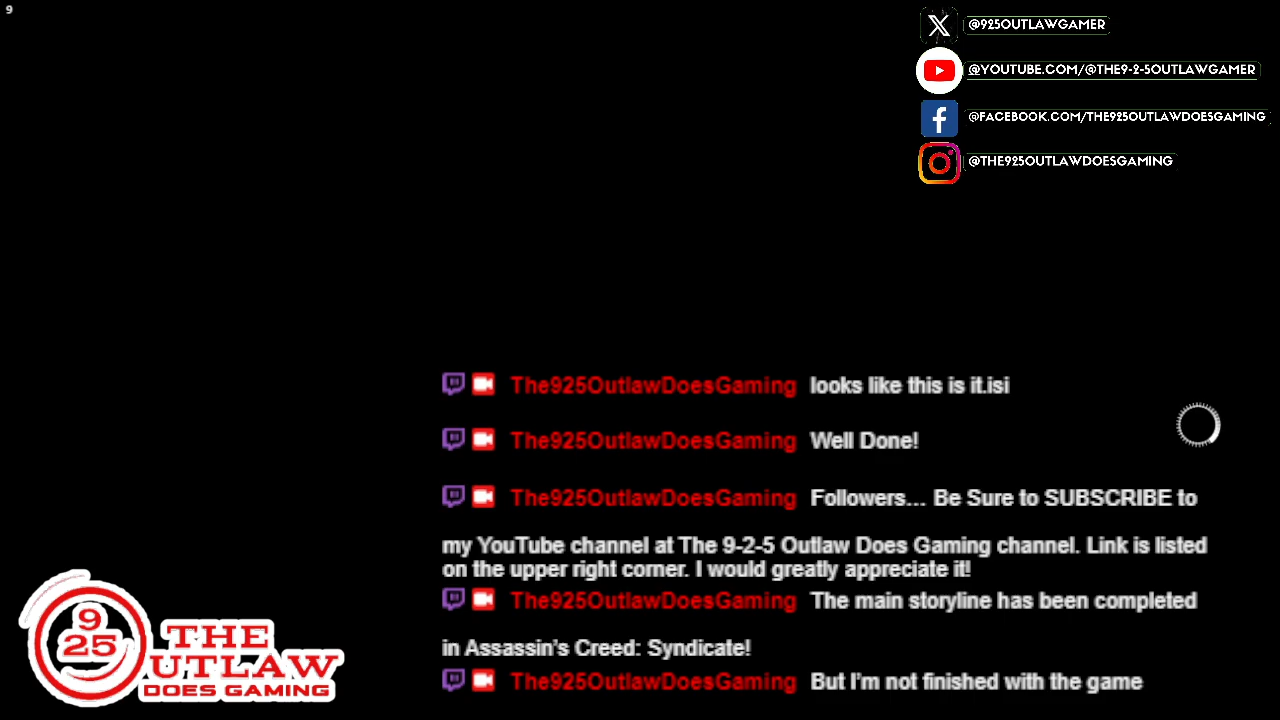 9
@925OUTLAWGAMER
@YOUTUBE.COM/@THE9-2-5OUTLAWGAMER
@FACEBOOK.COM/THE925OUTLAWDOESGAMING
@THE925OUTLAWDOESGAMING
The925OutlawDoesGaming looks like this is it.isi
The925OutlawDoesGaming Well Done!
The925OutlawDoesGaming Followers... Be Sure to SUBSCRIBE to
my YouTube channel at The 9-2-5 Outlaw Does Gaming channel. Link is listed
on the upper right corner. I would greatly appreciate it!
The925OutlawDoesGaming The main storyline has been completed
in Assassin's Creed: Syndicate!
The925OutlawDoesGaming But I'm not finished with the game
9
25
THE
OUTLAW
DOES GAMING